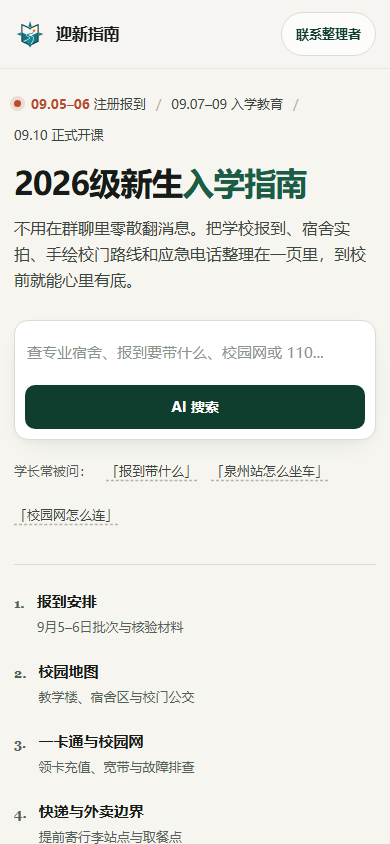 迎新指南
联系整理者
09.05–06 注册报到 / 09.07–09 入学教育 /
09.10 正式开课
2026级新生入学指南
不用在群聊里零散翻消息。把学校报到、宿舍实
拍、手绘校门路线和应急电话整理在一页里，到校
前就能心里有底。
查专业宿舍、报到要带什么、校园网或 110...
AI 搜索
学长常被问： 「报到带什么」 「泉州站怎么坐车」
「校园网怎么连」
1. 报到安排
9月5–6日批次与核验材料
2. 校园地图
教学楼、宿舍区与校门公交
3. 一卡通与校园网
领卡充值、宽带与故障排查
4. 快递与外卖边界
提前寄行李站点与取餐点